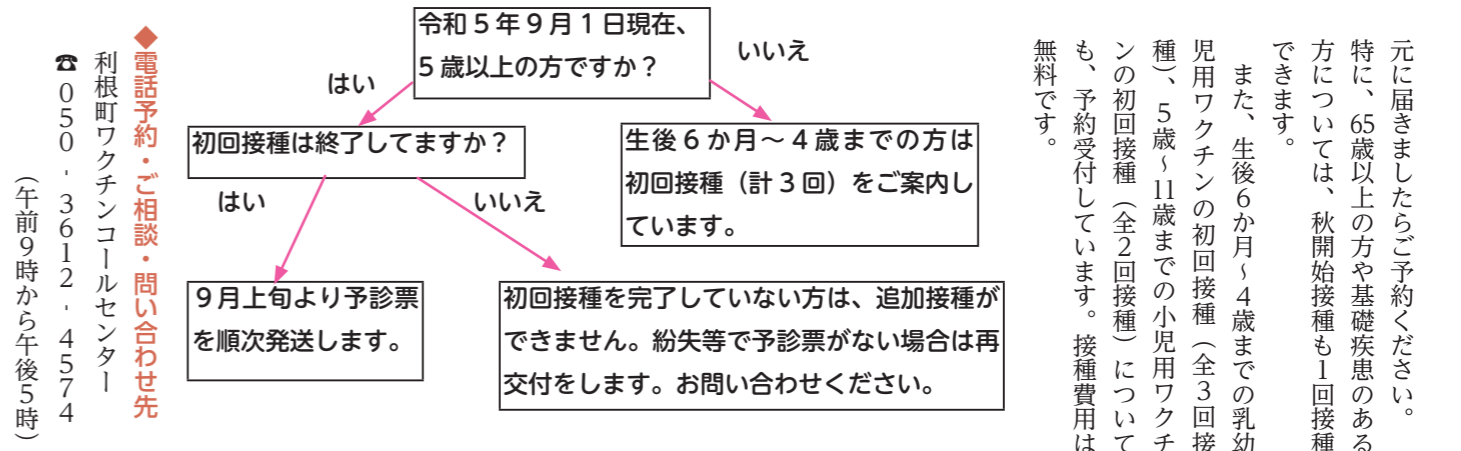 元に届きましたらご予約ください。
特に、65歳以上の方や基礎疾患のある
方については、秋開始接種も1回接種
できます。
また、生後6か月～4歳までの乳幼
児用ワクチンの初回接種（全3回接
種）、5歳～11歳までの小児用ワクチ
ンの初回接種（全2回接種）について
も、予約受付しています。接種費用は
無料です。
令和5年9月1日現在、
5歳以上の方ですか？
はい
いいえ
初回接種は終了してますか？
生後6か月～4歳までの方は
初回接種（計3回）をご案内し
ています。
はい
いいえ
9月上旬より予診票
を順次発送します。
初回接種を完了していない方は、追加接種が
できません。紛失等で予診票がない場合は再
交付をします。お問い合わせください。
◆電話予約・ご相談・問い合わせ先
利根町ワクチンコールセンター
☎050-3612-4574
（午前9時から午後5時）